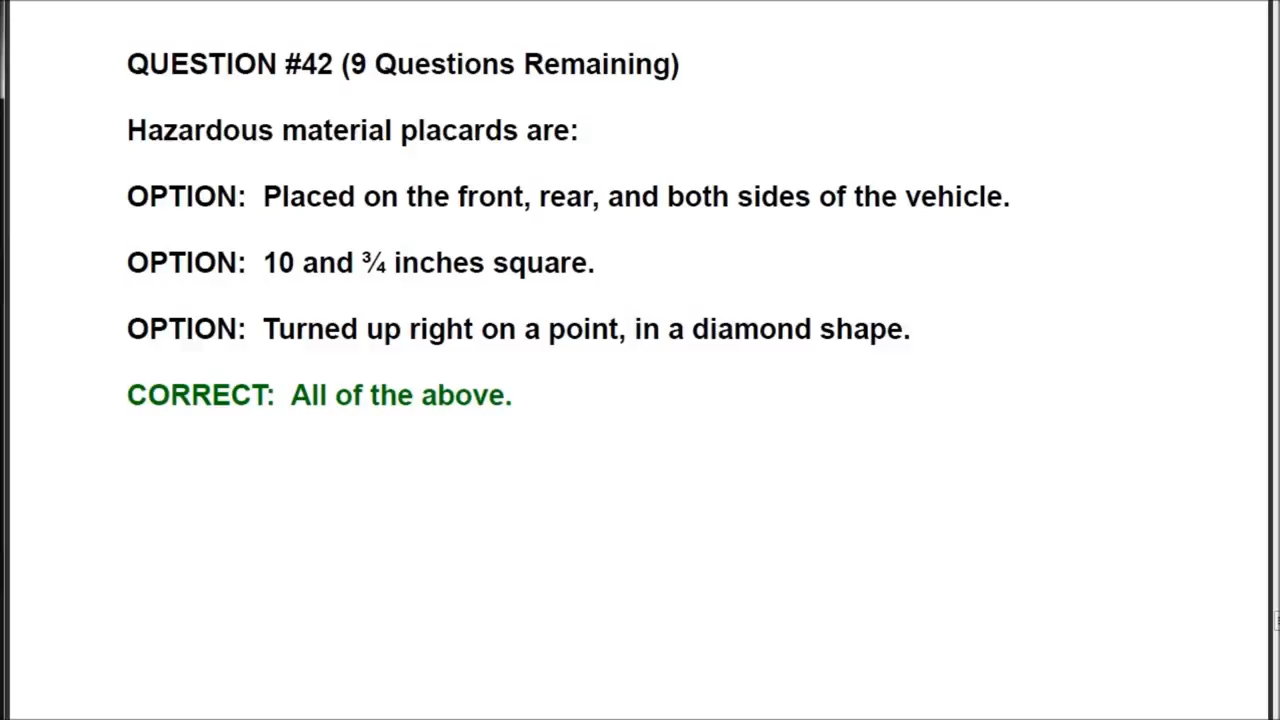 QUESTION #42 (9 Questions Remaining)
Hazardous material placards are:
OPTION:  Placed on the front, rear, and both sides of the vehicle.
OPTION:  10 and ¾ inches square.
OPTION:  Turned up right on a point, in a diamond shape.
CORRECT:  All of the above.